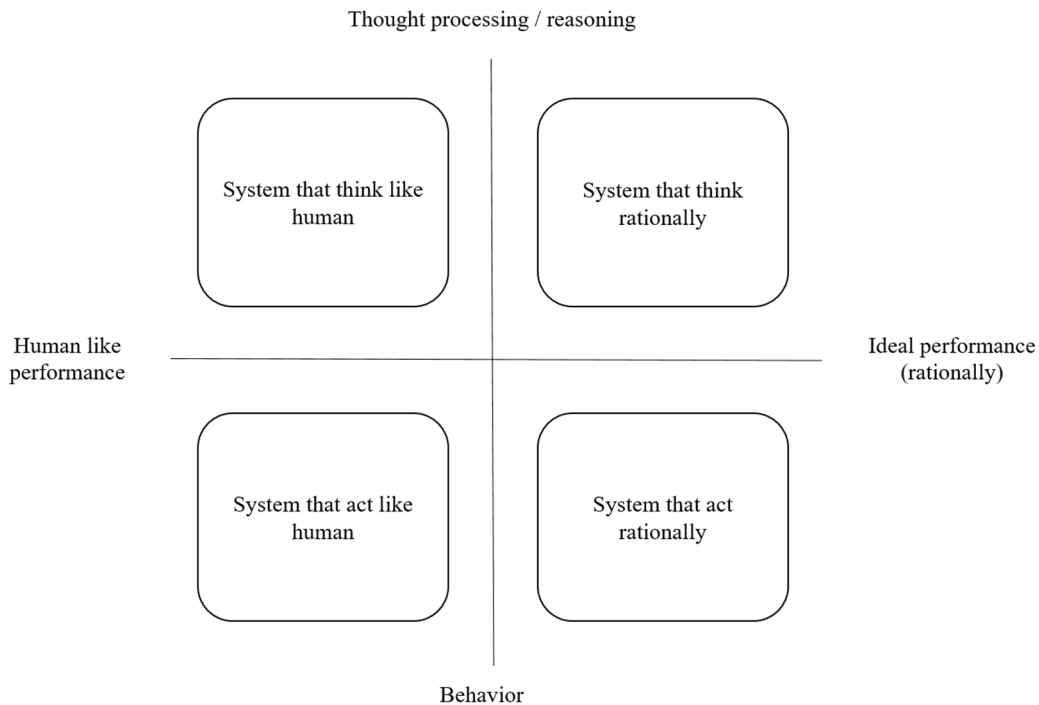 Thought processing / reasoning
System that think like
human
System that think
rationally
Human like
performance
Ideal performance
(rationally)
System that act like
human
System that act
rationally
Behavior